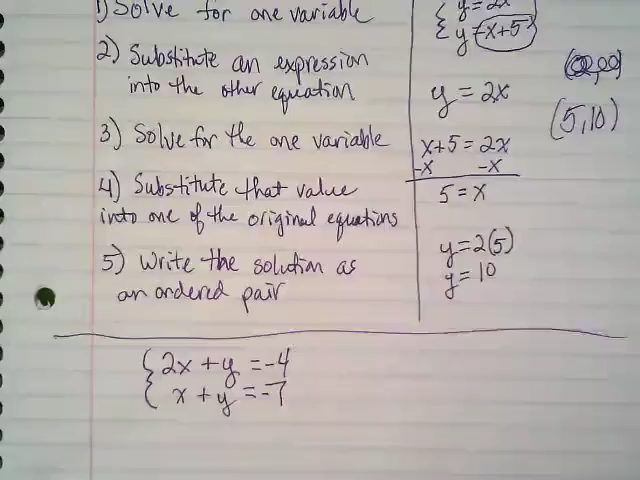 1) Solve for one variable
2) Substitute an expression
into the other equation
3) Solve for the one variable
4) Substitute that value
into one of the original equations
5) Write the solution as
an ordered pair
{ y = 2x
{ y = x+5
y = 2x
x+5 = 2x
-x -x
5 = x
y = 2(5)
y = 10
(5,10)
{ 2x + y = -4
{ x + y = -7